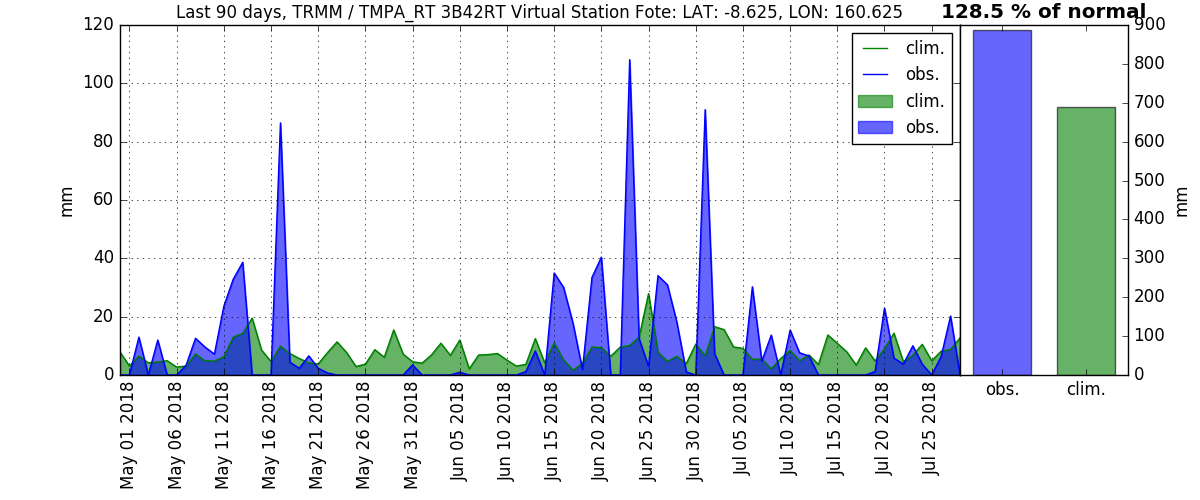 Last 90 days, TRMM / TMPA_RT 3B42RT Virtual Station Fote: LAT: -8.625, LON: 160.625
128.5 % of normal
120
100
80
60
40
20
0
mm
clim.
obs.
clim.
obs.
900
800
700
600
500
400
300
200
100
0
mm
obs.
clim.
May 01 2018
May 06 2018
May 11 2018
May 16 2018
May 21 2018
May 26 2018
May 31 2018
Jun 05 2018
Jun 10 2018
Jun 15 2018
Jun 20 2018
Jun 25 2018
Jun 30 2018
Jul 05 2018
Jul 10 2018
Jul 15 2018
Jul 20 2018
Jul 25 2018